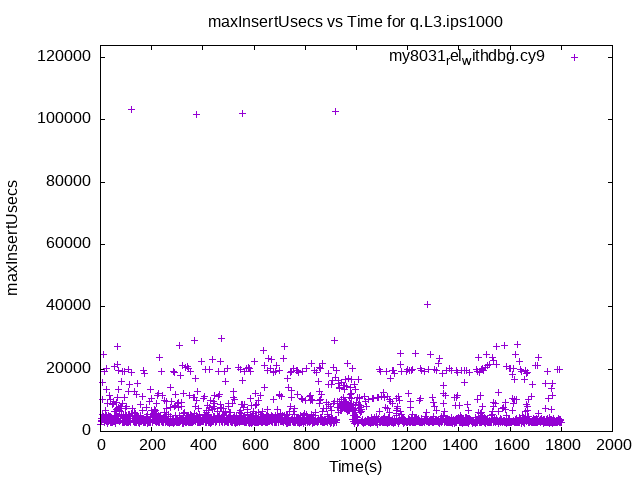 maxInsertUsecs vs Time for q.L3.ips1000
my8031relwithdbg.cy9
120000
100000
80000
60000
40000
20000
0
maxInsertUsecs
0 200 400 600 800 1000 1200 1400 1600 1800 2000
Time(s)